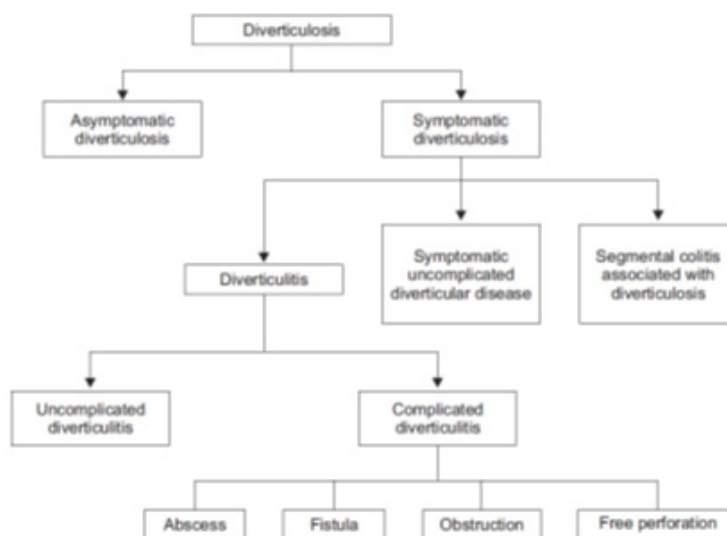 Diverticulosis
Asymptomatic
diverticulosis
Symptomatic
diverticulosis
Diverticulitis
Symptomatic
uncomplicated
diverticular disease
Segmental colitis
associated with
diverticulosis
Uncomplicated
diverticulitis
Complicated
diverticulitis
Abscess
Fistula
Obstruction
Free perforation